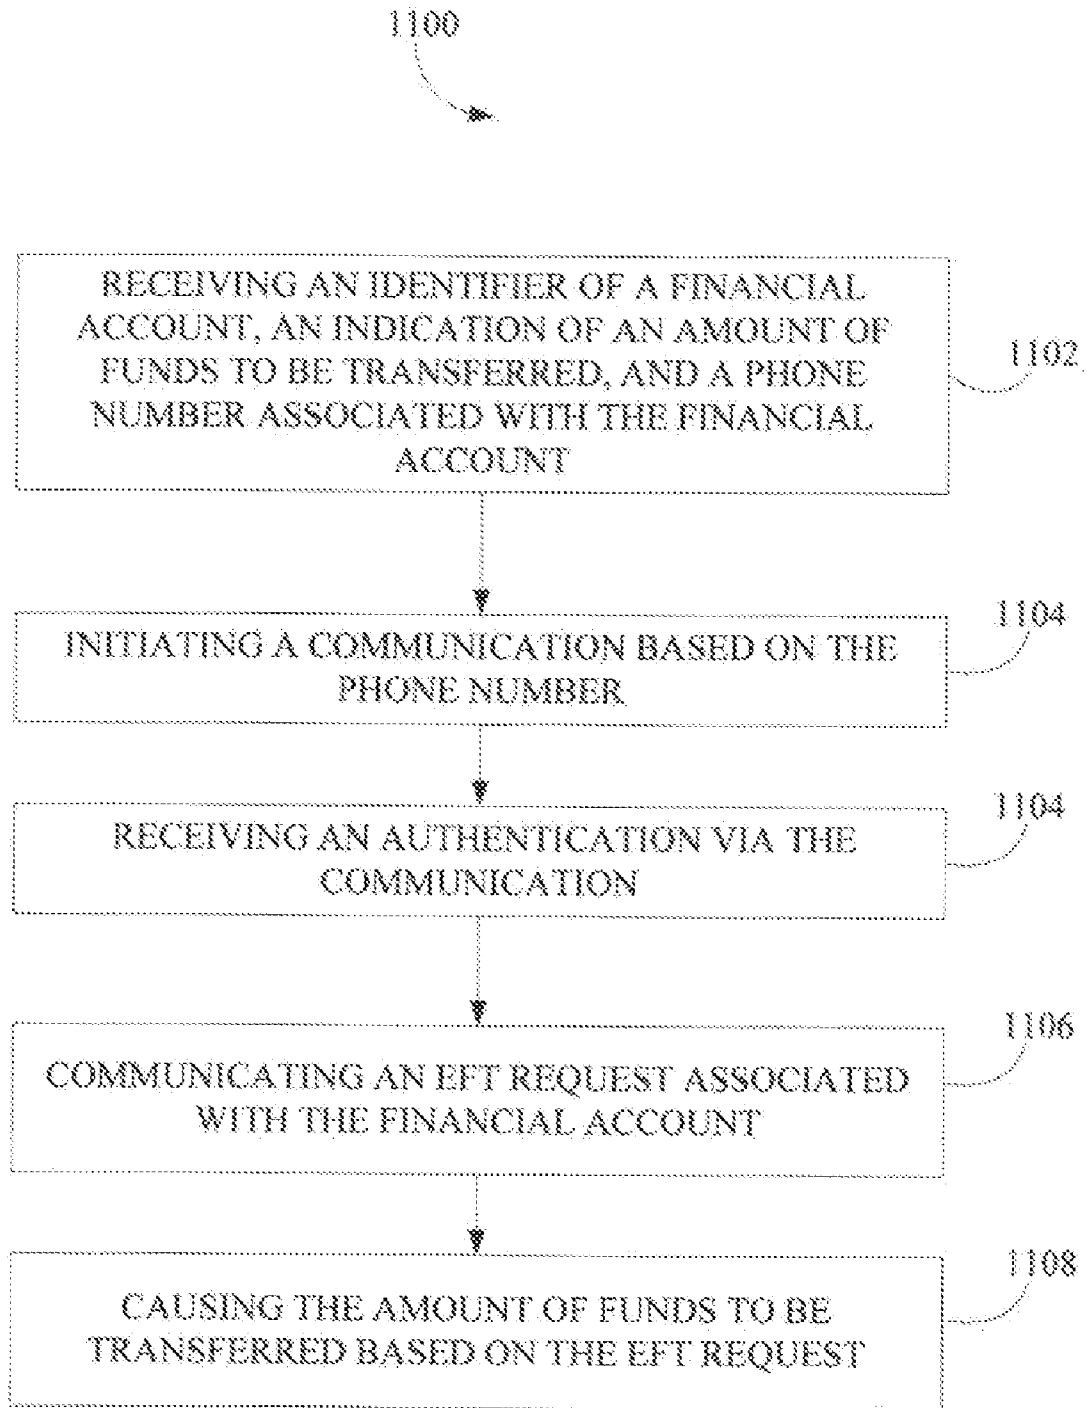 1100
RECEIVING AN IDENTIFIER OF A FINANCIAL
ACCOUNT, AN INDICATION OF AN AMOUNT OF
FUNDS TO BE TRANSFERRED, AND A PHONE
NUMBER ASSOCIATED WITH THE FINANCIAL
ACCOUNT
1102
INITIATING A COMMUNICATION BASED ON THE
PHONE NUMBER
1104
RECEIVING AN AUTHENTICATION VIA THE
COMMUNICATION
1104
COMMUNICATING AN EFT REQUEST ASSOCIATED
WITH THE FINANCIAL ACCOUNT
1106
CAUSING THE AMOUNT OF FUNDS TO BE
TRANSFERRED BASED ON THE EFT REQUEST
1108